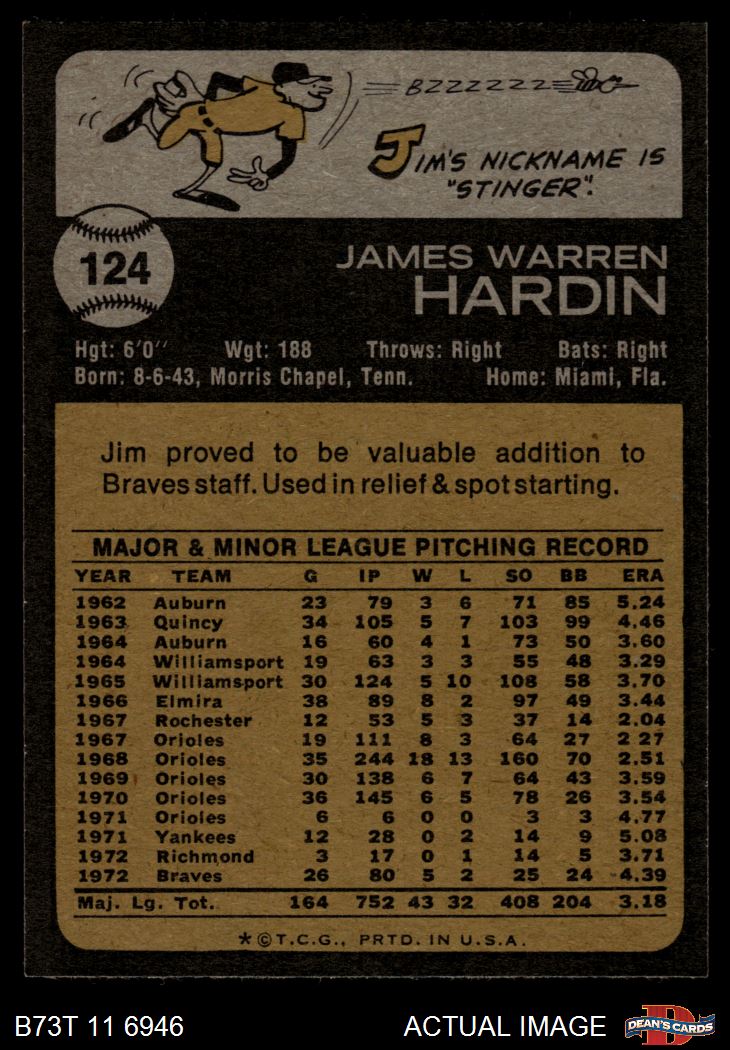 BZZZZZZZ
JIM'S NICKNAME IS
"STINGER".
124
JAMES WARREN
HARDIN
Hgt: 6'0" Wgt: 188 Throws: Right Bats: Right
Born: 8-6-43, Morris Chapel, Tenn. Home: Miami, Fla.
Jim proved to be valuable addition to
Braves staff. Used in relief & spot starting.
MAJOR & MINOR LEAGUE PITCHING RECORD
YEAR TEAM G IP W L SO BB ERA
1962 Auburn 23 79 3 6 71 85 5.24
1963 Quincy 34 105 5 7 103 99 4.46
1964 Auburn 16 60 4 1 73 50 3.60
1964 Williamsport 19 63 3 3 55 48 3.29
1965 Williamsport 30 124 5 10 108 58 3.70
1966 Elmira 38 89 8 2 97 49 3.44
1967 Rochester 12 53 5 3 37 14 2.04
1967 Orioles 19 111 8 3 64 27 2 27
1968 Orioles 35 244 18 13 160 70 2.51
1969 Orioles 30 138 6 7 64 43 3.59
1970 Orioles 36 145 6 5 78 26 3.54
1971 Orioles 6 6 0 0 3 3 4.77
1971 Yankees 12 28 0 2 14 9 5.08
1972 Richmond 3 17 0 1 14 5 3.71
1972 Braves 26 80 5 2 25 24 4.39
Maj. Lg. Tot. 164 752 43 32 408 204 3.18
*©T.C.G., PRTD. IN U.S.A.
B73T 11 6946 ACTUAL IMAGE D DEAN'S CARDS